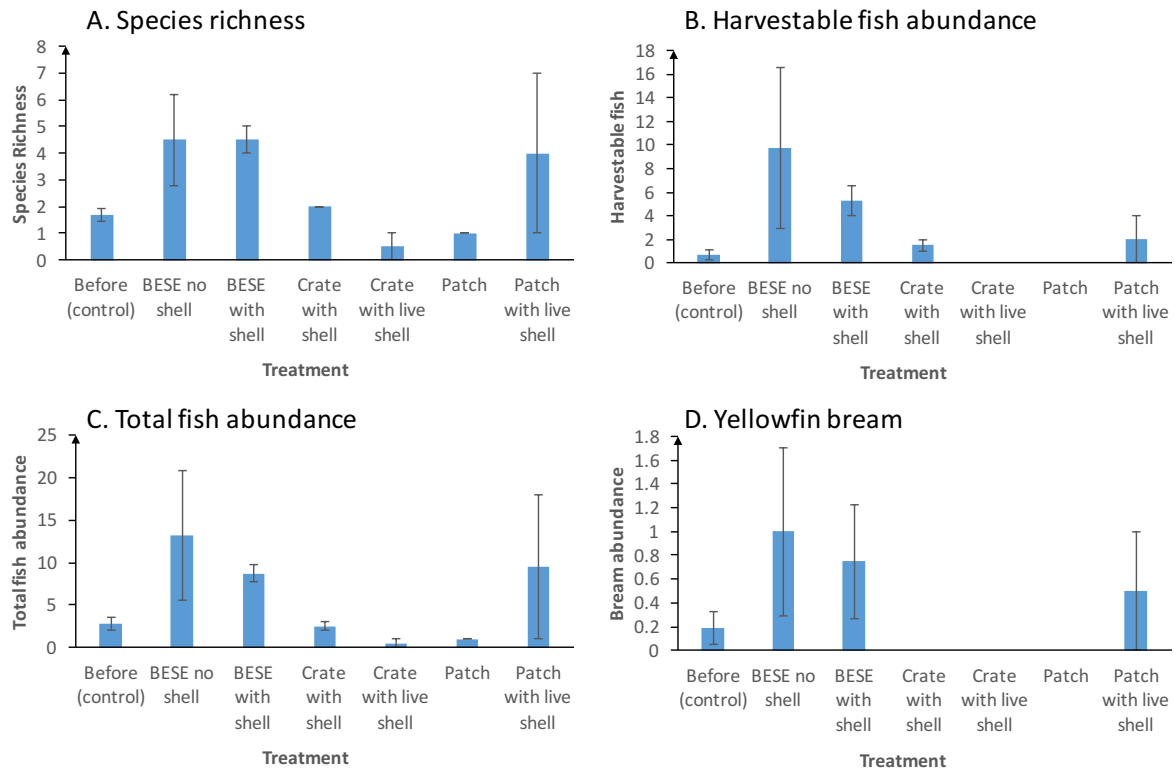 A. Species richness
Species Richness
8
7
6
5
4
3
2
1
0
Before BESE no BESE Crate Crate Patch Patch
(control) shell with shell with shell with live with live
shell shell
Treatment
B. Harvestable fish abundance
Harvestable fish
18
16
14
12
10
8
6
4
2
0
Before BESE no BESE Crate Crate Patch Patch
(control) shell with shell with shell with live with live
shell shell
Treatment
C. Total fish abundance
Total fish abundance
25
20
15
10
5
0
Before BESE no BESE Crate Crate Patch Patch
(control) shell with shell with shell with live with live
shell shell
Treatment
D. Yellowfin bream
Bream abundance
1.8
1.6
1.4
1.2
1
0.8
0.6
0.4
0.2
0
Before BESE no BESE Crate Crate Patch Patch
(control) shell with shell with shell with live with live
shell shell
Treatment